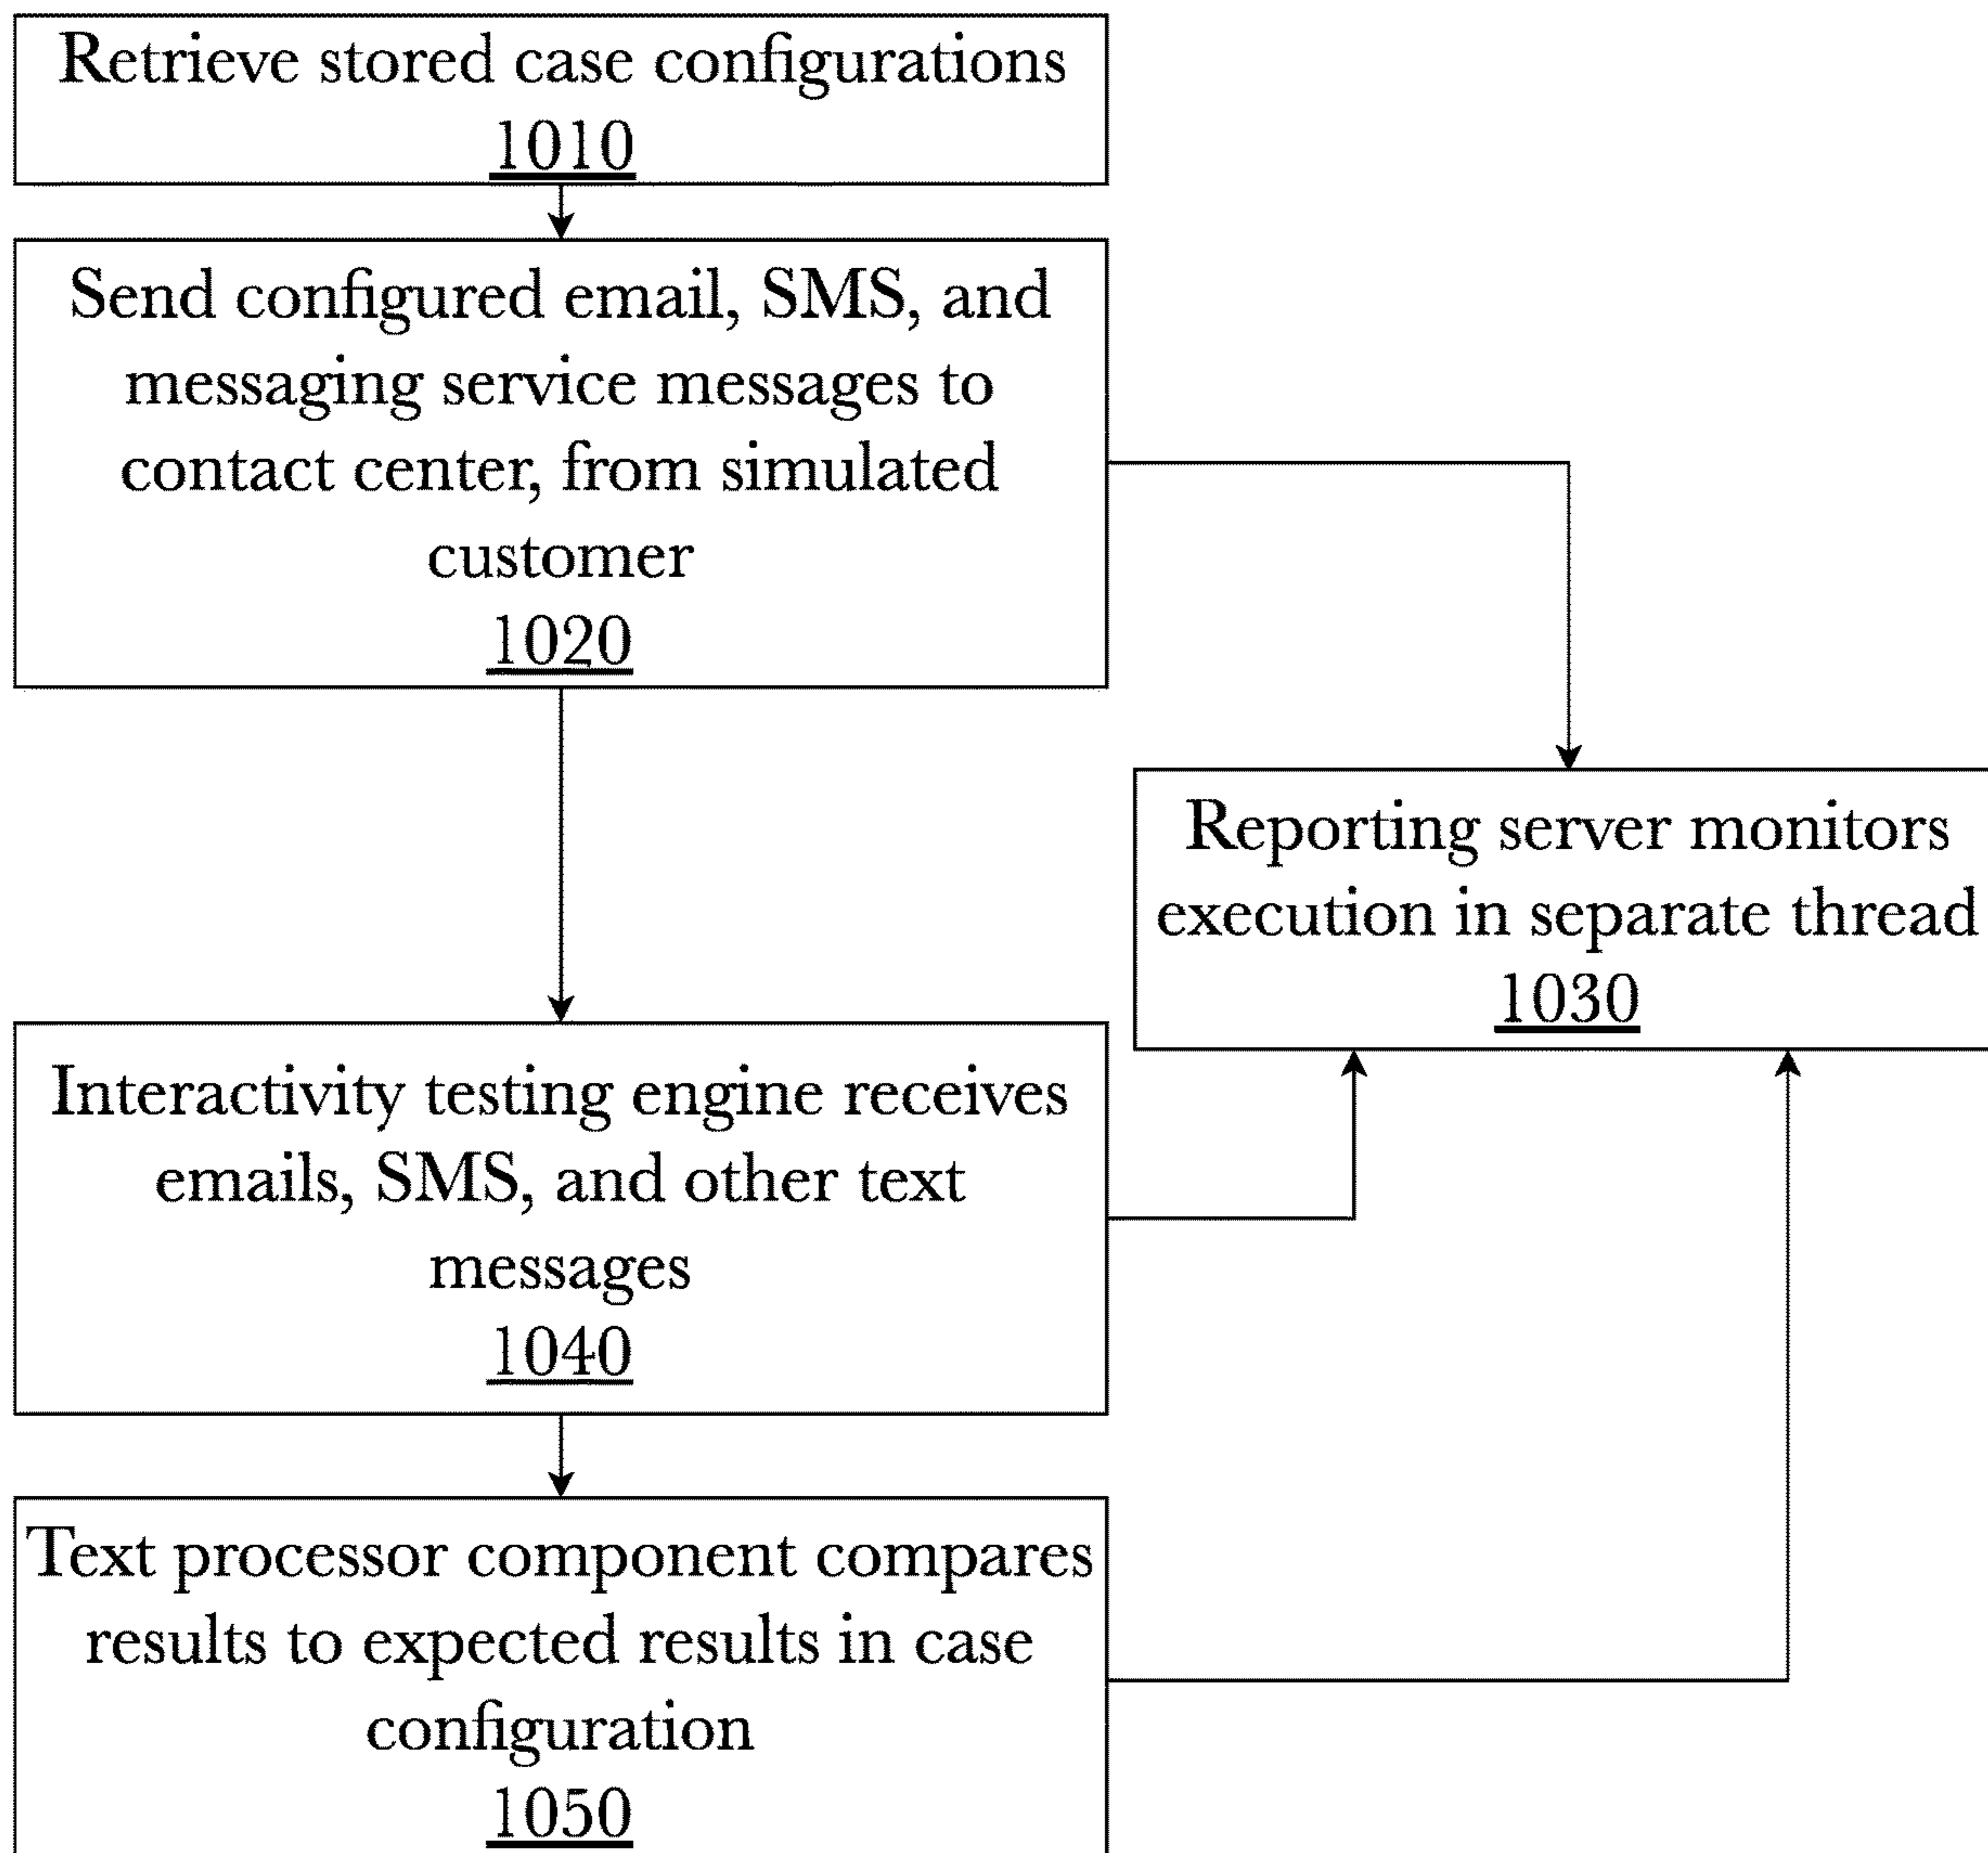 Retrieve stored case configurations
1010
Send configured email, SMS, and
messaging service messages to
contact center, from simulated
customer
1020
Reporting server monitors
execution in separate thread
1030
Interactivity testing engine receives
emails, SMS, and other text
messages
1040
Text processor component compares
results to expected results in case
configuration
1050